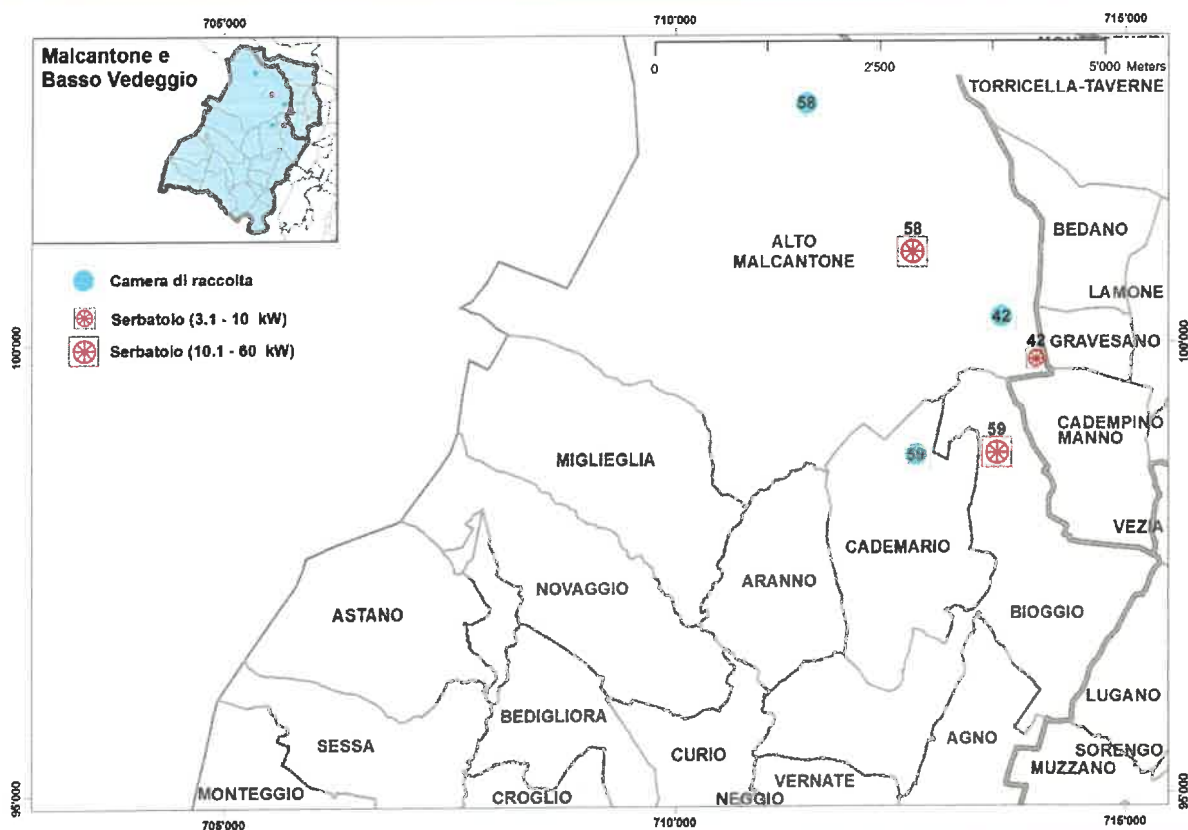 705'000
710'000
715'000
Malcantone e
Basso Vedeggio
0
2'500
5'000 Meters
TORRICELLA-TAVERNE
58
58
BEDANO
ALTO
MALCANTONE
LAMONE
Camera di raccolta
42
Serbatoio (3.1 - 10 kW)
42
GRAVESANO
100'000
100'000
Serbatoio (10.1 - 60 kW)
CADEMPINO
MANNO
59
59
MIGLIEGLIA
VEZIA
CADEMARIO
NOVAGGIO
ARANNO
ASTANO
BIOGGIO
LUGANO
BEDIGLIORA
SESSA
CURIO
AGNO
SORENGO
MUZZANO
VERNATE
MONTEGGIO
CROGLIO
NEGGIO
95'000
95'000
705'000
710'000
715'000